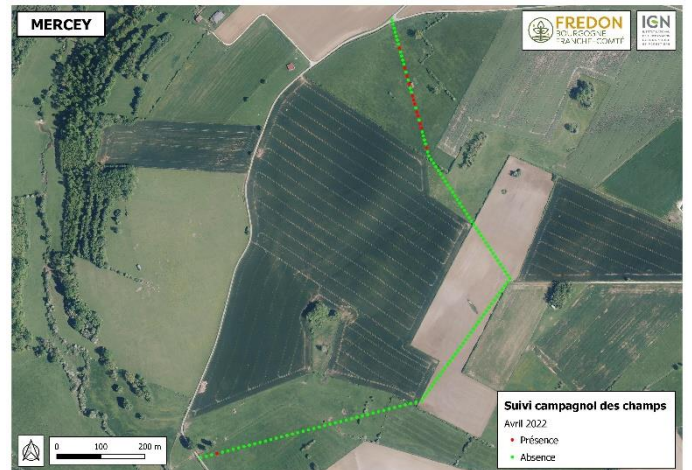 MERCEY
FREDON
BOURGOGNE
FRANCHE-COMTÉ
IGN
Suivi campagnol des champs
Avril 2022
Présence
Absence
0 100 200 m